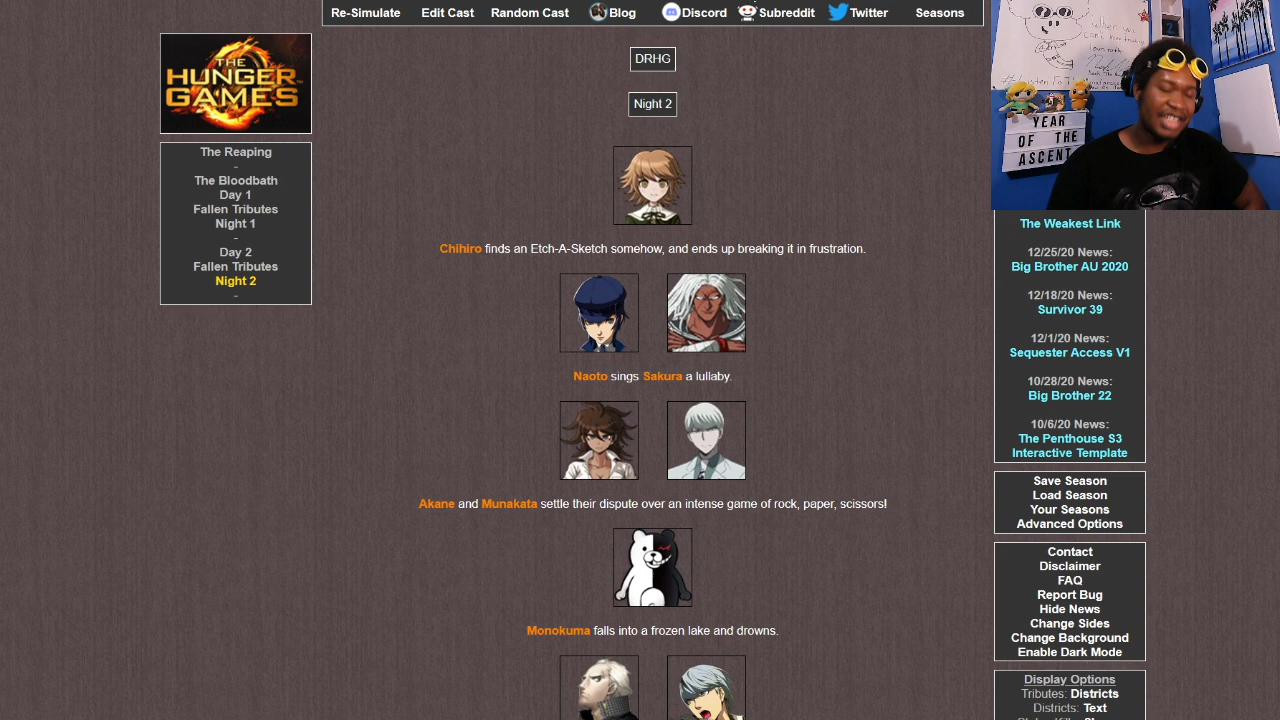 Re-Simulate Edit Cast Random Cast Blog Discord Subreddit Twitter Seasons
THE
HUNGER
GAMES
The Reaping
-
The Bloodbath
Day 1
Fallen Tributes
Night 1
-
Day 2
Fallen Tributes
Night 2
-
DRHG
Night 2
Chihiro finds an Etch-A-Sketch somehow, and ends up breaking it in frustration.
Naoto sings Sakura a lullaby.
Akane and Munakata settle their dispute over an intense game of rock, paper, scissors!
Monokuma falls into a frozen lake and drowns.
YEAR
OF THE
ASCENT
The Weakest Link
12/25/20 News:
Big Brother AU 2020
12/18/20 News:
Survivor 39
12/1/20 News:
Sequester Access V1
10/28/20 News:
Big Brother 22
10/6/20 News:
The Penthouse S3
Interactive Template
Save Season
Load Season
Your Seasons
Advanced Options
Contact
Disclaimer
FAQ
Report Bug
Hide News
Change Sides
Change Background
Enable Dark Mode
Display Options
Tributes: Districts
Districts: Text